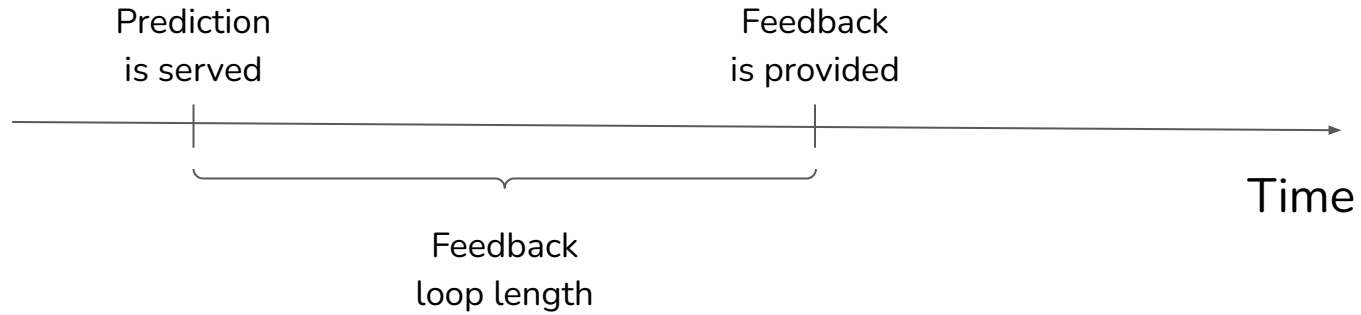 Prediction
is served
Feedback
is provided
Time
Feedback
loop length